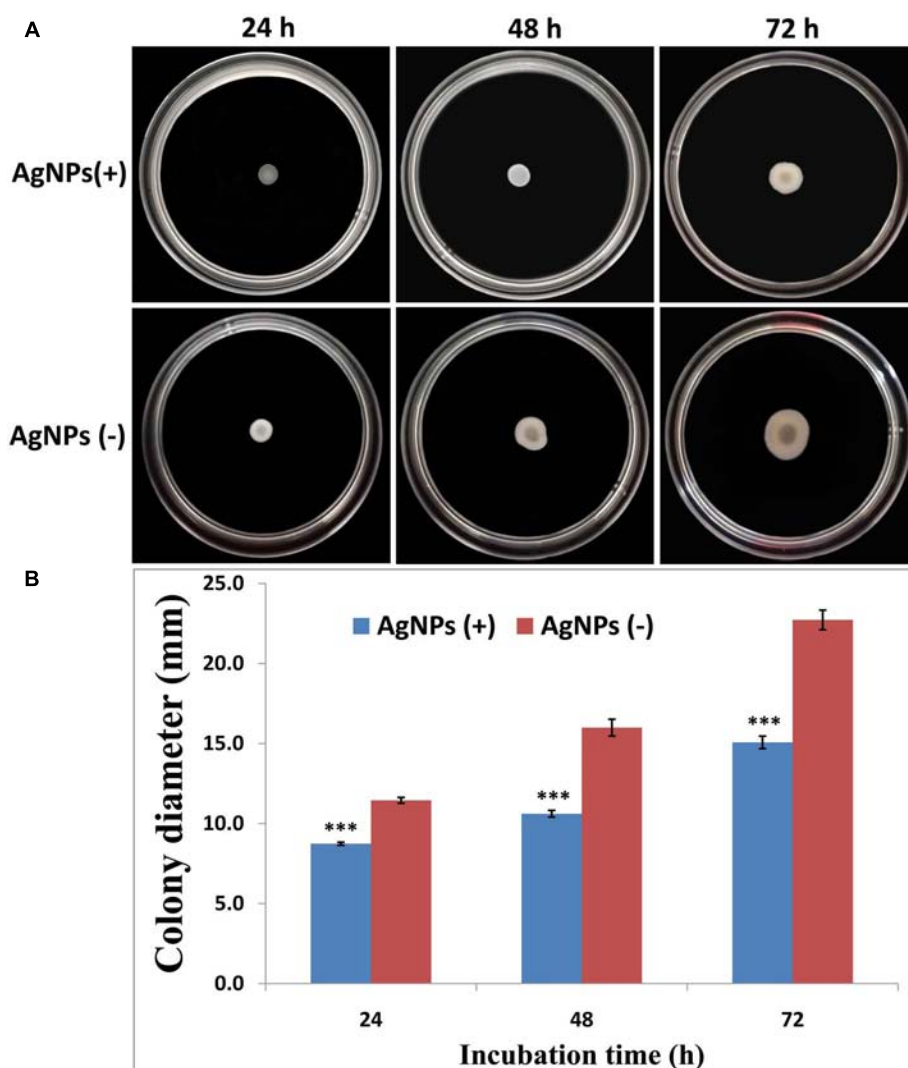 A
24 h 48 h 72 h
AgNPs(+)
AgNPs (-)
B
25.0
20.0
15.0
10.0
5.0
0.0
Colony diameter (mm)
AgNPs (+) AgNPs (-)
***
***
***
24 48 72
Incubation time (h)